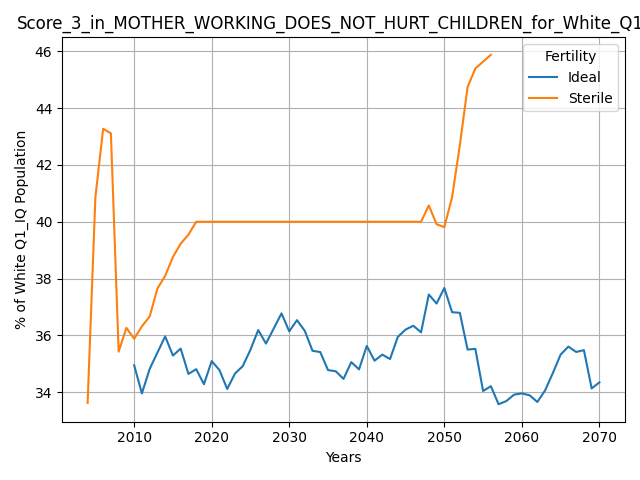 Score_3_in_MOTHER_WORKING_DOES_NOT_HURT_CHILDREN_for_White_Q1
Fertility
Ideal
Sterile
% of White Q1_IQ Population
46
44
42
40
38
36
34
2010 2020 2030 2040 2050 2060 2070
Years